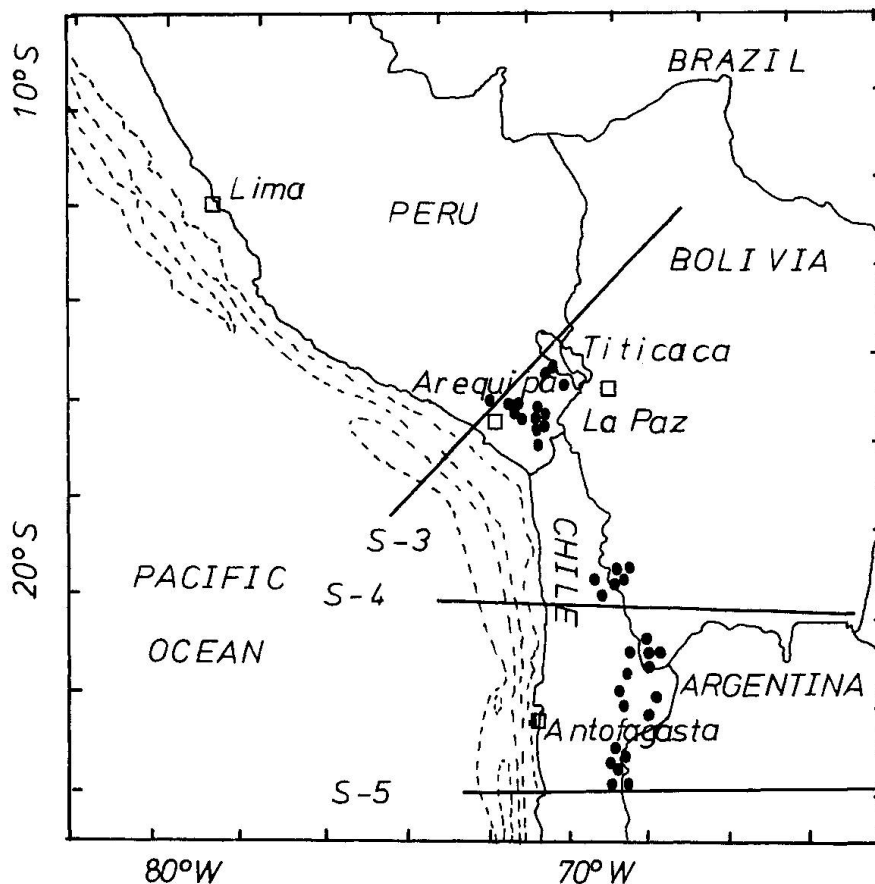 10°S
BRAZIL
Lima
PERU
BOLIVIA
Titicaca
Arequipa
La Paz
S-3
CHILE
20°S
PACIFIC
S-4
OCEAN
ARGENTINA
Antofagasta
S-5
80°W
70°W